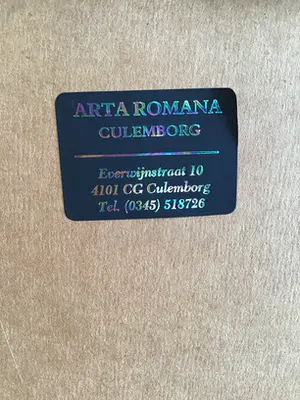 ARTA ROMANA
CULEMBORG
Everwijnstraat 10
4101 CG Culemborg
Tel. (0345) 518726